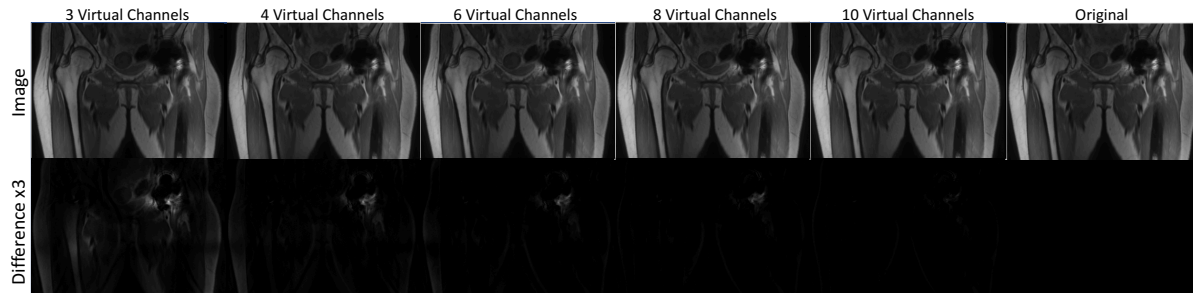 3 Virtual Channels
4 Virtual Channels
6 Virtual Channels
8 Virtual Channels
10 Virtual Channels
Original
Image
Difference x3